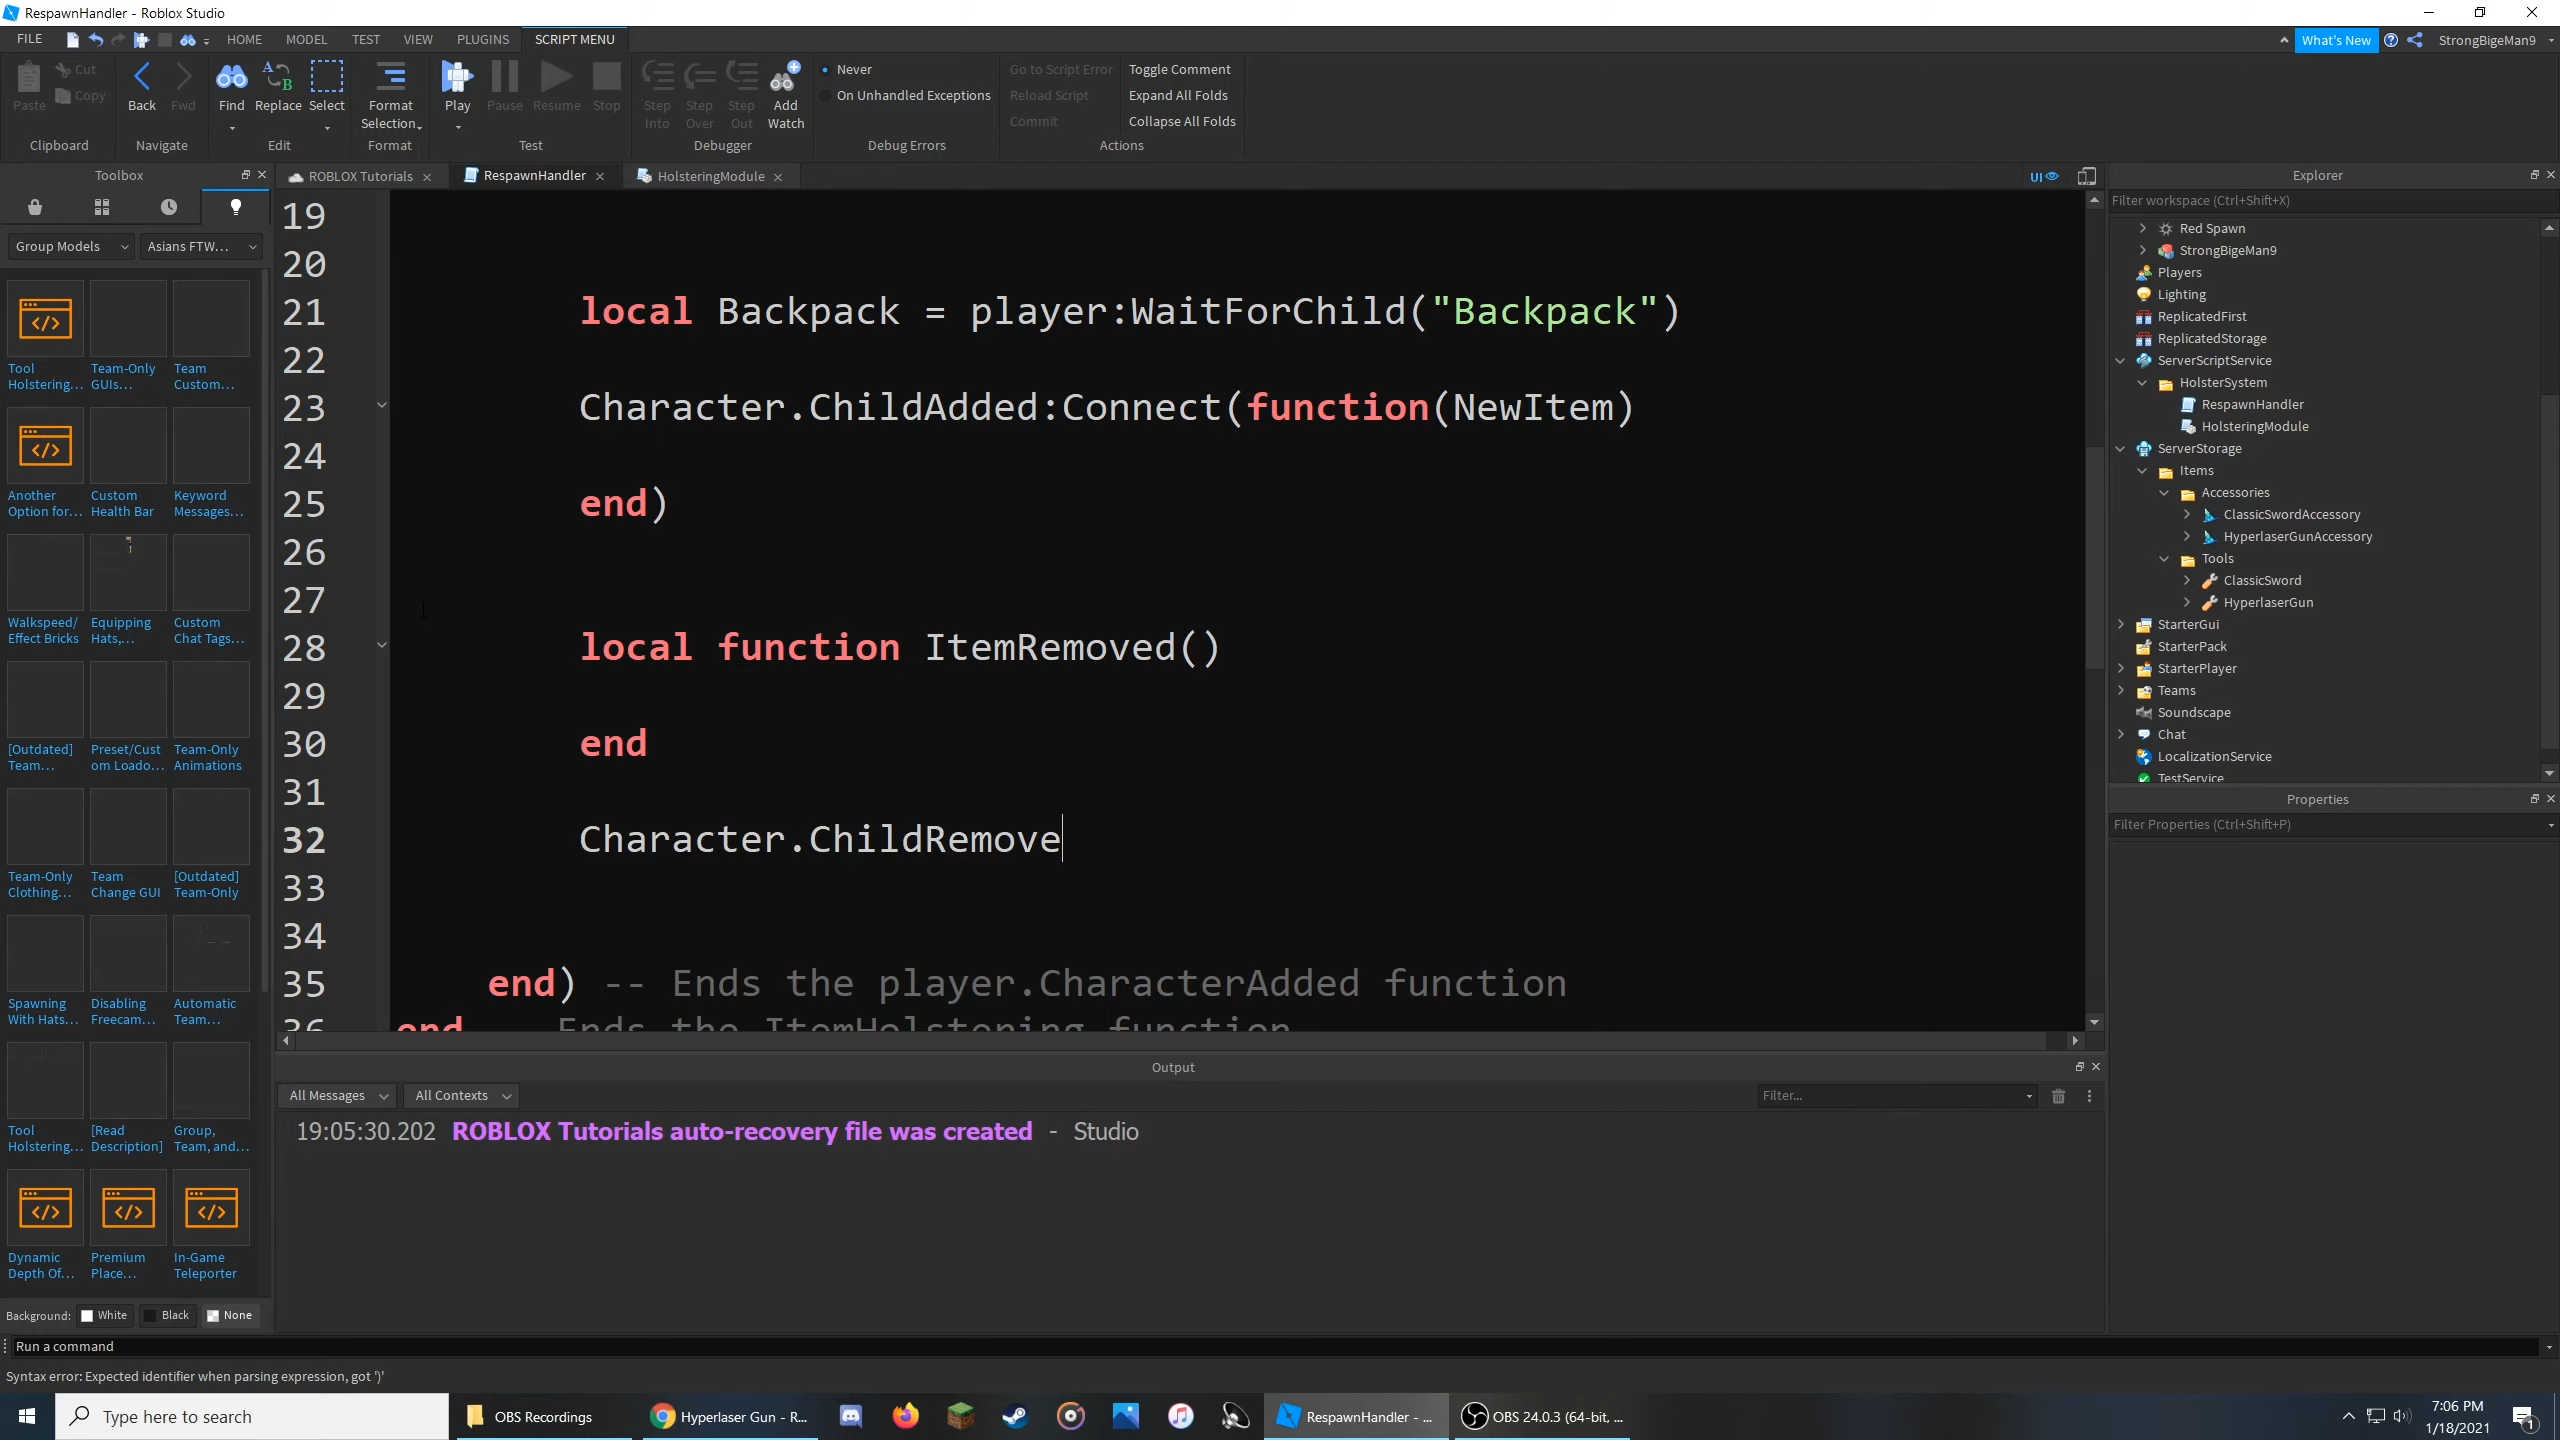 RespawnHandler - Roblox Studio
FILE HOME MODEL TEST VIEW PLUGINS SCRIPT MENU What's New StrongBigeMan9
Paste Cut Copy Back Fwd Find Replace Select Format Selection Play Pause Resume Stop Step Into Step Over Step Out Add Watch
Never
On Unhandled Exceptions
Go to Script Error
Reload Script
Commit
Toggle Comment
Expand All Folds
Collapse All Folds
Clipboard Navigate Edit Format Test Debugger Debug Errors Actions
Toolbox
ROBLOX Tutorials RespawnHandler HolsteringModule UI
Group Models Asians FTW...
Tool Holstering...
Team-Only GUIs...
Team Custom...
Another Option for...
Custom Health Bar
Keyword Messages...
Walkspeed/ Effect Bricks
Equipping Hats,...
Custom Chat Tags...
[Outdated] Team...
Preset/Cust om Loado...
Team-Only Animations
Team-Only Clothing...
Team Change GUI
[Outdated] Team-Only
Spawning With Hats...
Disabling Freecam...
Automatic Team...
Tool Holstering...
[Read Description]
Group, Team, and...
Dynamic Depth Of...
Premium Place...
In-Game Teleporter
Background: White Black None
19
20
21 local Backpack = player:WaitForChild("Backpack")
22
23 Character.ChildAdded:Connect(function(NewItem)
24
25 end)
26
27
28 local function ItemRemoved()
29
30 end
31
32 Character.ChildRemove
33
34
35 end) -- Ends the player.CharacterAdded function
36 end -- Ends the ItemHolstering function
Output
All Messages All Contexts Filter...
19:05:30.202 ROBLOX Tutorials auto-recovery file was created - Studio
Explorer
Filter workspace (Ctrl+Shift+X)
Red Spawn
StrongBigeMan9
Players
Lighting
ReplicatedFirst
ReplicatedStorage
ServerScriptService
HolsterSystem
RespawnHandler
HolsteringModule
ServerStorage
Items
Accessories
ClassicSwordAccessory
HyperlaserGunAccessory
Tools
ClassicSword
HyperlaserGun
StarterGui
StarterPack
StarterPlayer
Teams
Soundscape
Chat
LocalizationService
TestService
Properties
Filter Properties (Ctrl+Shift+P)
Run a command
Syntax error: Expected identifier when parsing expression, got ')'
Type here to search
OBS Recordings
Hyperlaser Gun - R...
RespawnHandler - ...
OBS 24.0.3 (64-bit, ...
7:06 PM
1/18/2021
1